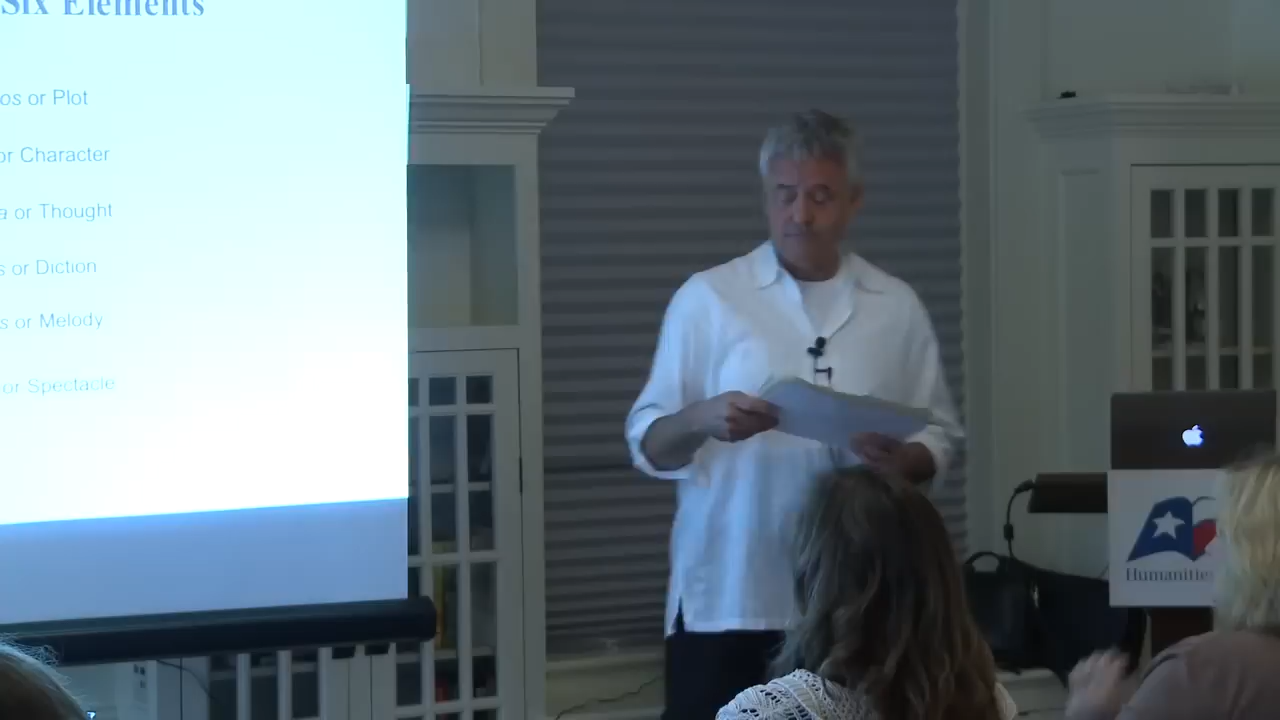 Six Elements
os or Plot
or Character
a or Thought
s or Diction
s or Melody
or Spectacle
Humanities